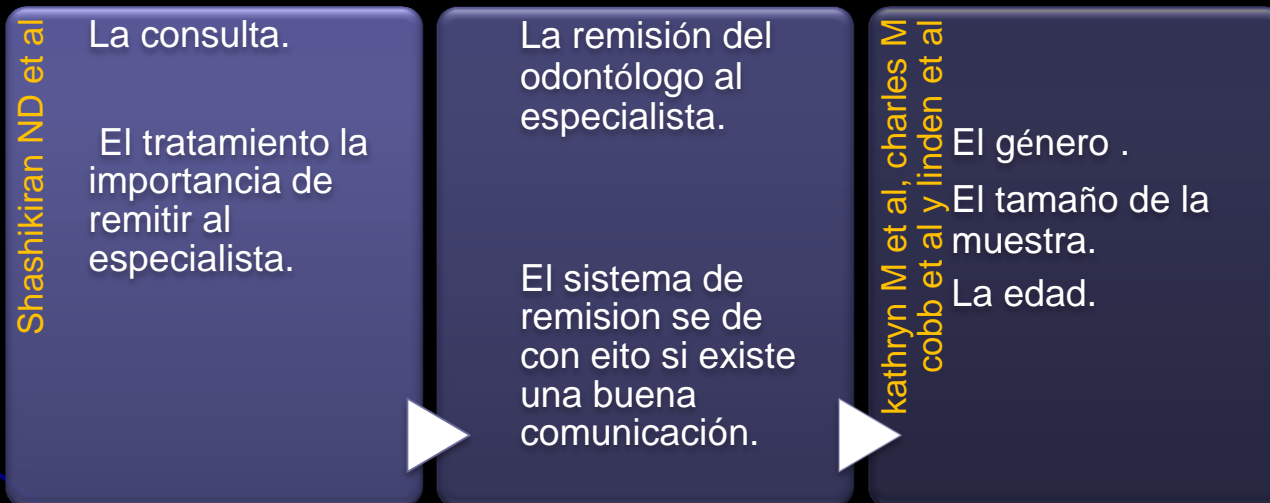 Shashikiran ND et al
La consulta.
El tratamiento la
importancia de
remitir al
especialista.
La remisión del
odontólogo al
especialista.
El sistema de
remision se de
con eito si existe
una buena
comunicación.
kathryn M et al, charles M
cobb et al y linden et al
El género .
El tamaño de la
muestra.
La edad.